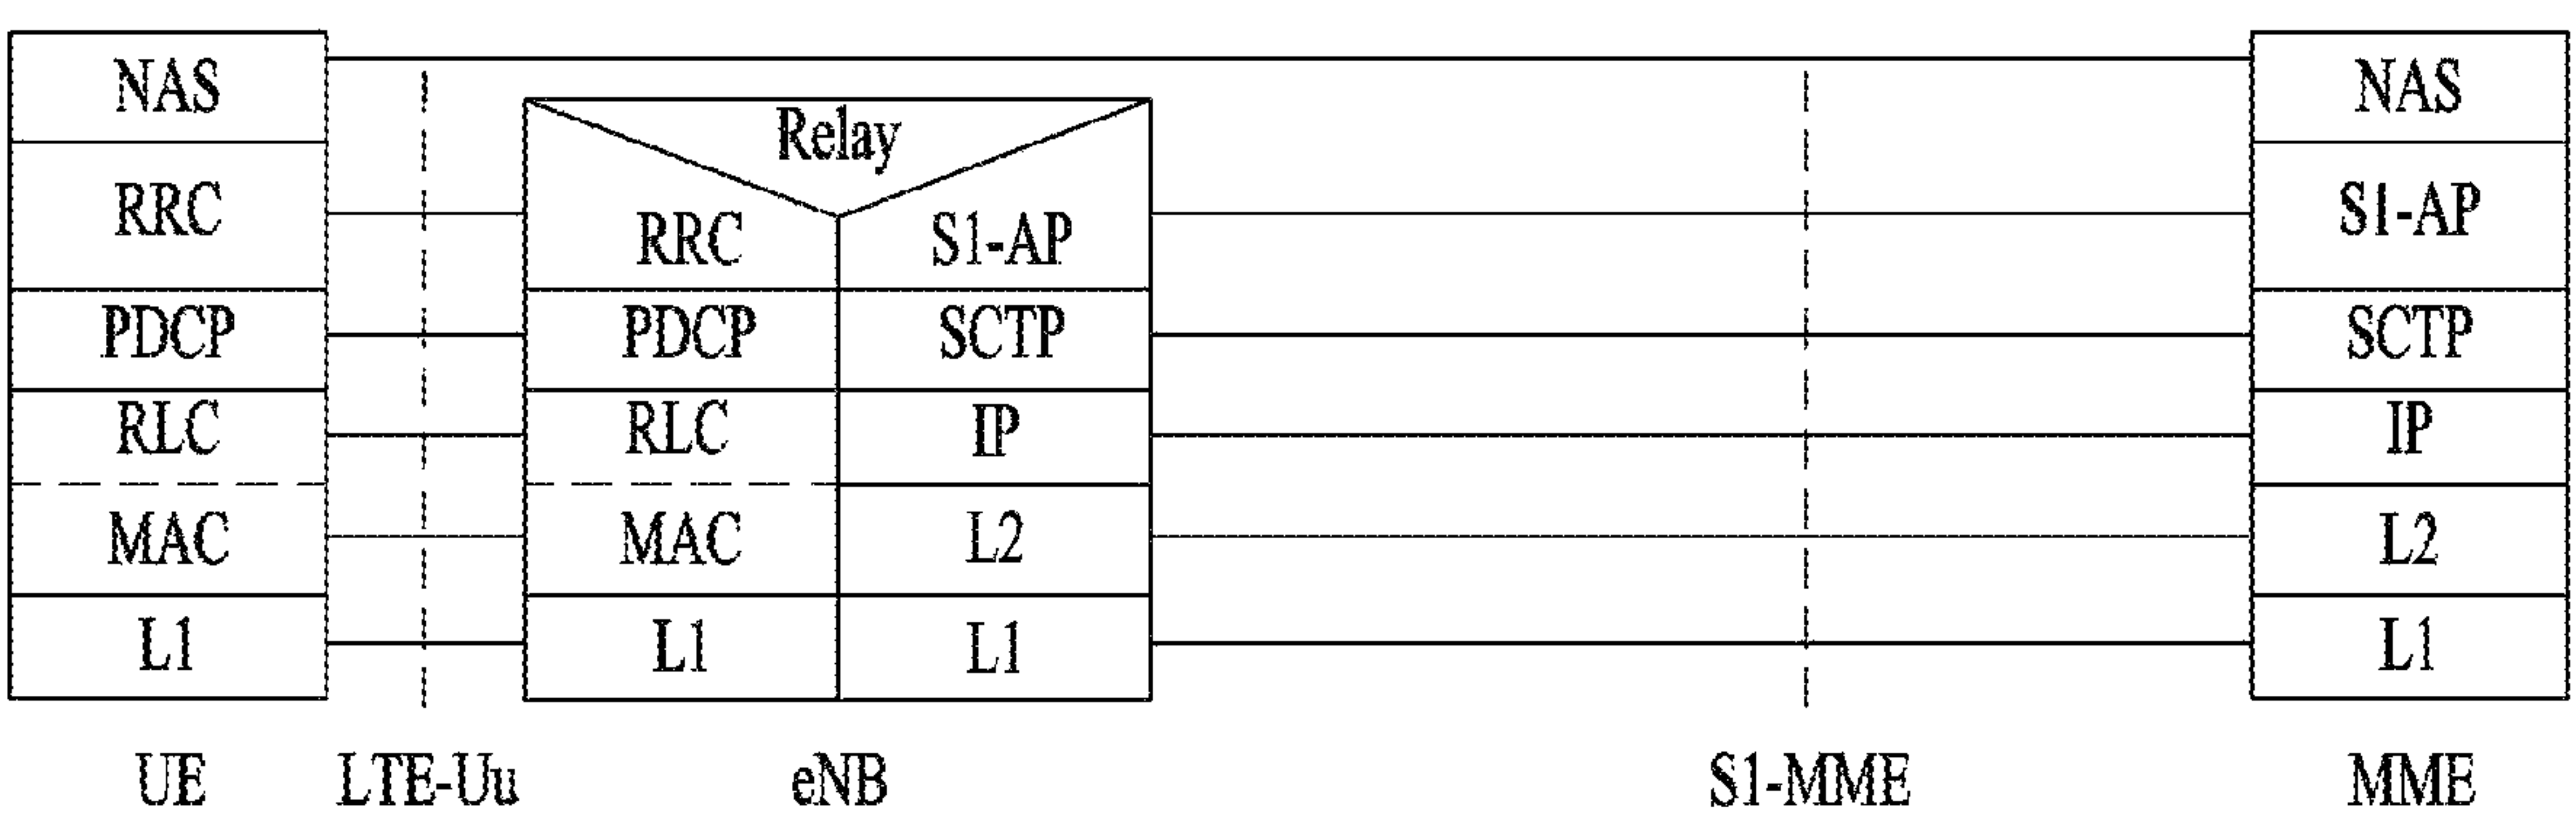 NAS Relay NAS
RRC RRC S1-AP S1-AP
PDCP PDCP SCTP SCTP
RLC RLC IP IP
MAC MAC L2 L2
L1 L1 L1 L1
UE LTE-Uu eNB S1-MME MME